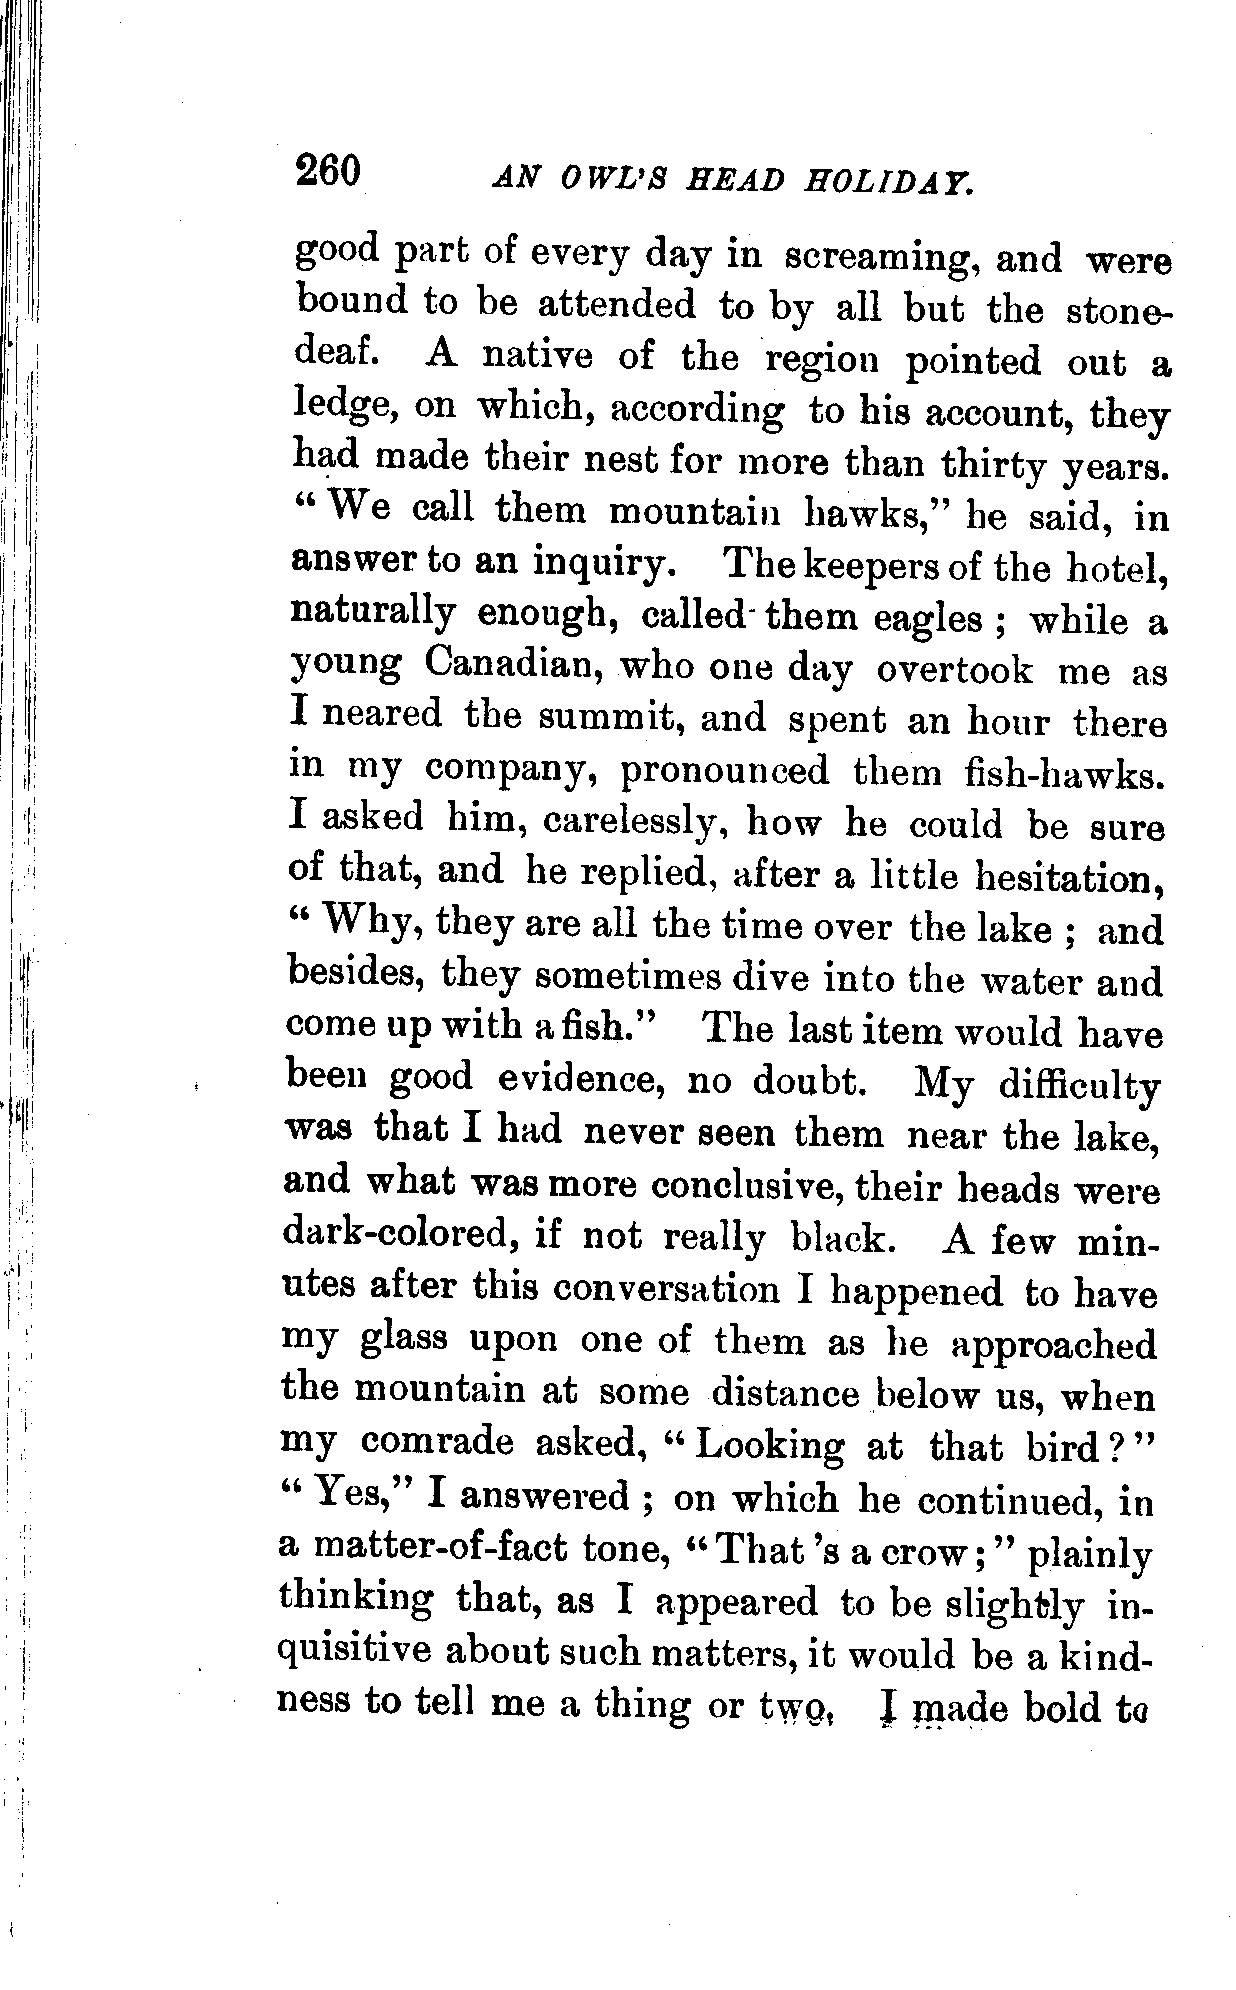 260 AN OWL'S HEAD HOLIDAY.
good part of every day in screaming, and were
bound to be attended to by all but the stone-
deaf. A native of the region pointed out a
ledge, on which, according to his account, they
had made their nest for more than thirty years.
“ We call them mountain hawks,” he said, in
answer to an inquiry. The keepers of the hotel,
naturally enough, called them eagles ; while a
young Canadian, who one day overtook me as
I neared the summit, and spent an hour there
in my company, pronounced them fish-hawks.
I asked him, carelessly, how he could be sure
of that, and he replied, after a little hesitation,
“ Why, they are all the time over the lake ; and
besides, they sometimes dive into the water and
come up with a fish.” The last item would have
been good evidence, no doubt. My difficulty
was that I had never seen them near the lake,
and what was more conclusive, their heads were
dark-colored, if not really black. A few min-
utes after this conversation I happened to have
my glass upon one of them as he approached
the mountain at some distance below us, when
my comrade asked, “ Looking at that bird ? ”
“ Yes,” I answered ; on which he continued, in
a matter-of-fact tone, “ That 's a crow ; ” plainly
thinking that, as I appeared to be slightly in-
quisitive about such matters, it would be a kind-
ness to tell me a thing or two. I made bold to